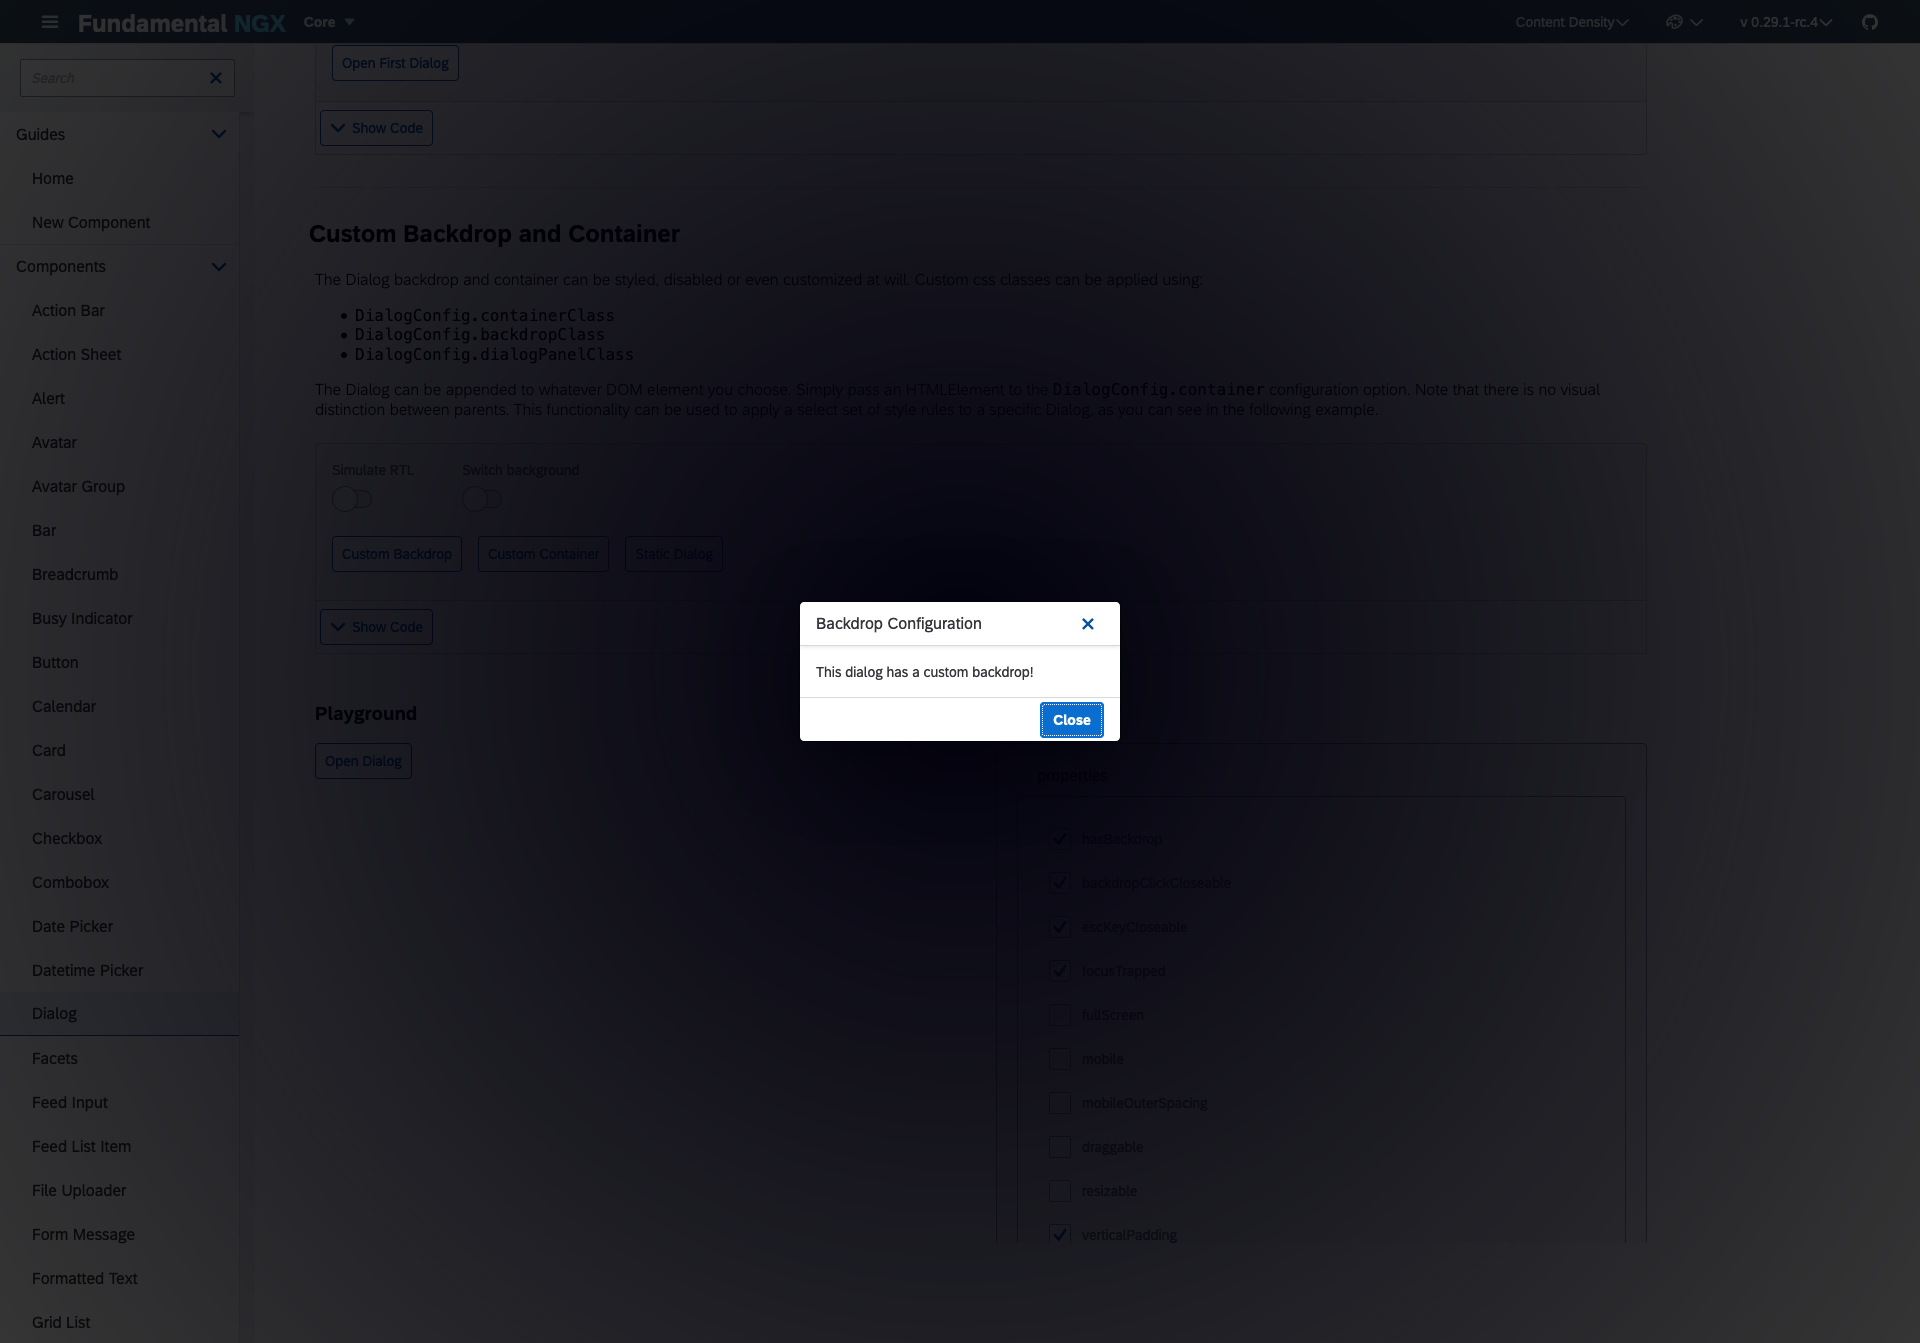 Fundamental NGX
Core
Content Density
v 0.29.1-rc.4
Search
Guides
Home
New Component
Components
Action Bar
Action Sheet
Alert
Avatar
Avatar Group
Bar
Breadcrumb
Busy Indicator
Button
Calendar
Card
Carousel
Checkbox
Combobox
Date Picker
Datetime Picker
Dialog
Facets
Feed Input
Feed List Item
File Uploader
Form Message
Formatted Text
Grid List
Open First Dialog
Show Code
Custom Backdrop and Container
The Dialog backdrop and container can be styled, disabled or even customized at will. Custom css classes can be applied using:
• DialogConfig.containerClass
• DialogConfig.backdropClass
• DialogConfig.dialogPanelClass
The Dialog can be appended to whatever DOM element you choose. Simply pass an HTMLElement to the DialogConfig.container configuration option. Note that there is no visual
distinction between parents. This functionality can be used to apply a select set of style rules to a specific Dialog, as you can see in the following example.
Simulate RTL
Switch background
Custom Backdrop
Custom Container
Static Dialog
Show Code
Backdrop Configuration
This dialog has a custom backdrop!
Close
Playground
Open Dialog
properties
hasBackdrop
backdropClickCloseable
escKeyCloseable
focusTrapped
fullScreen
mobile
mobileOuterSpacing
draggable
resizable
verticalPadding